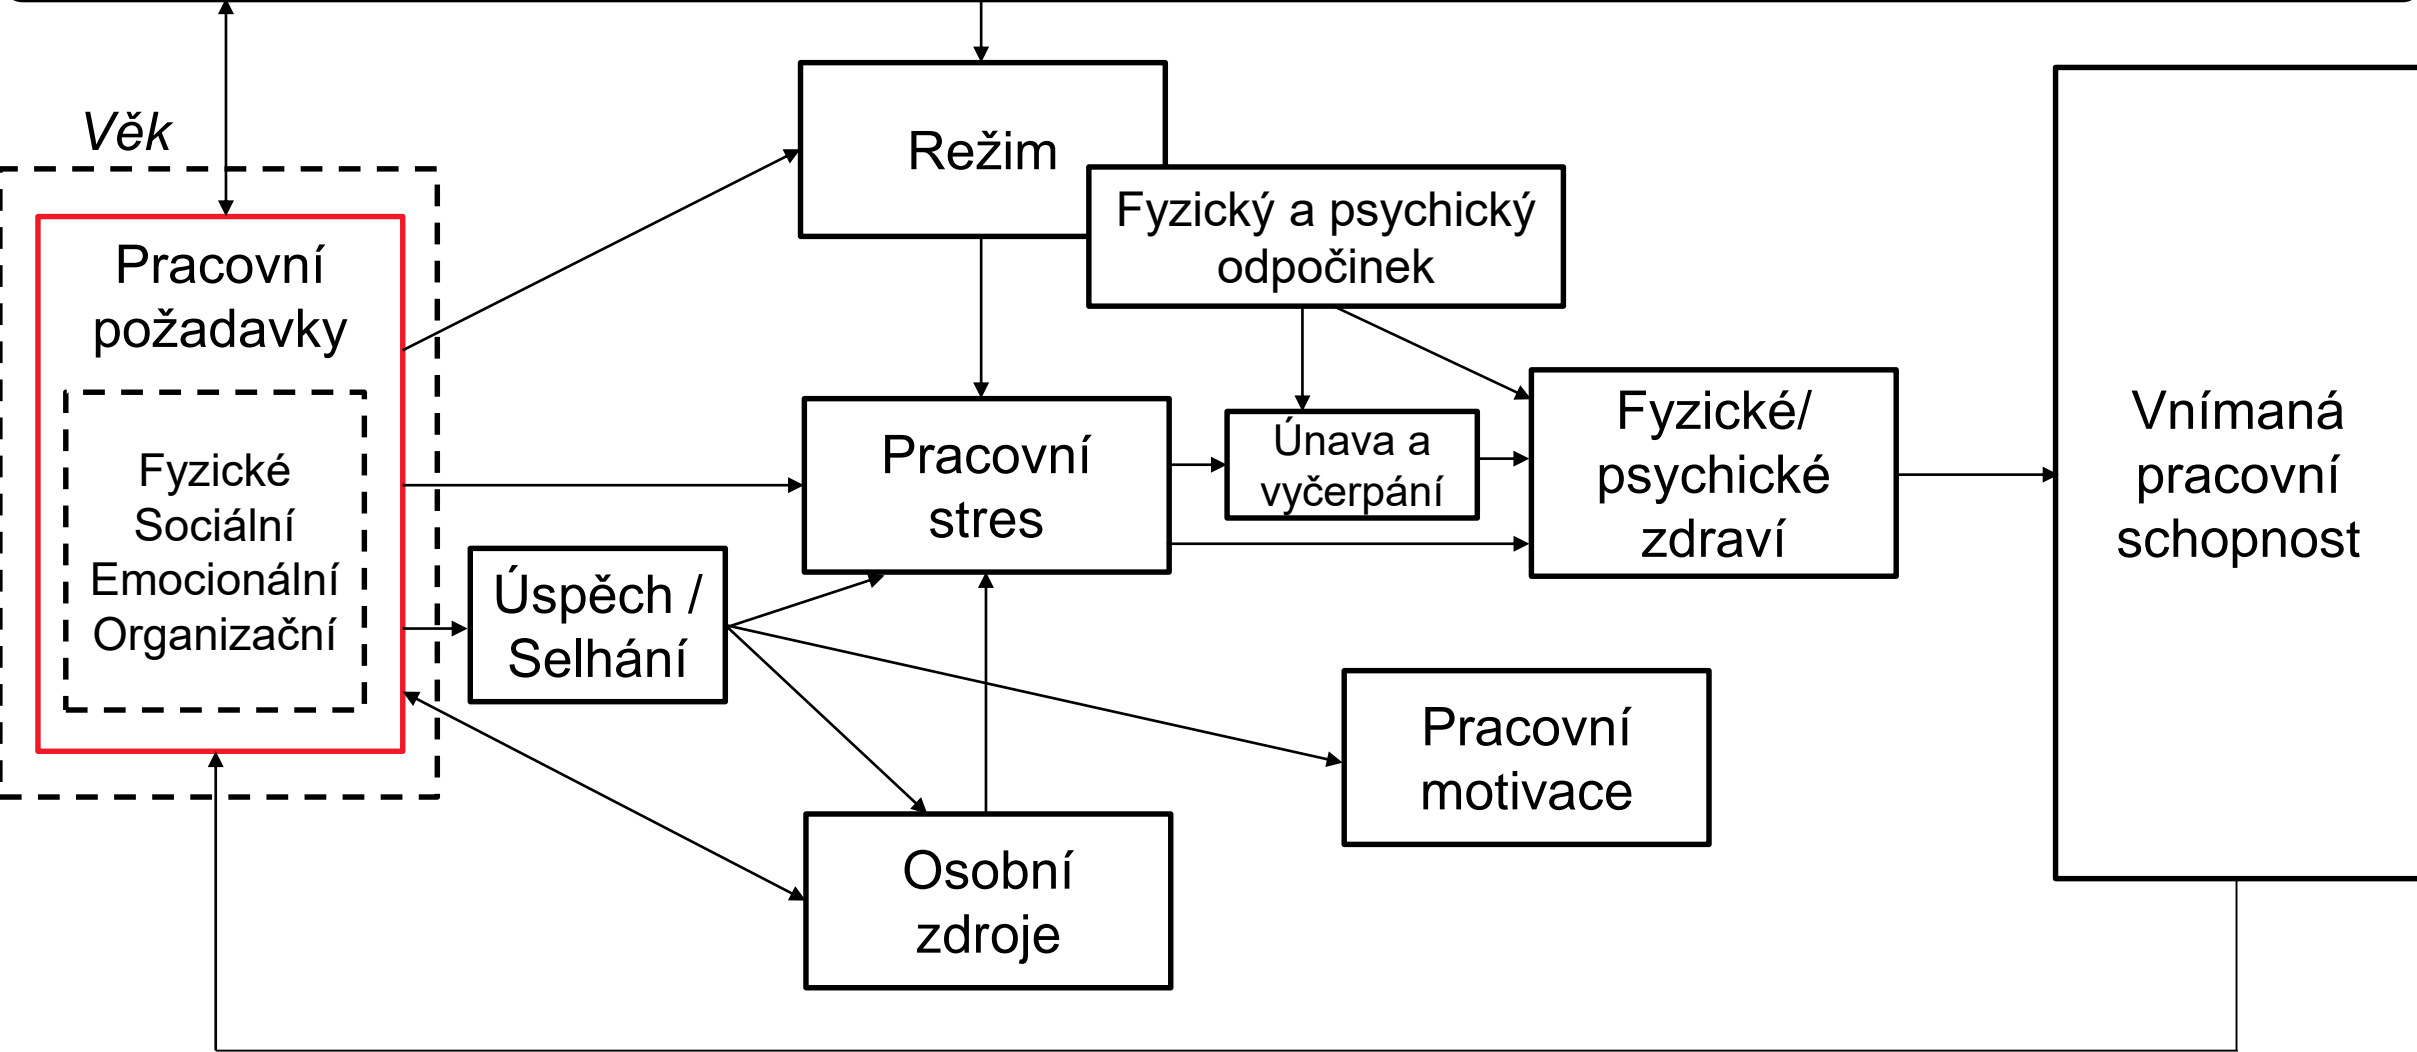 Věk
Režim
Fyzický a psychický
odpočinek
Pracovní
požadavky
Fyzické
Sociální
Emocionální
Organizační
Pracovní
stres
Únava a
vyčerpání
Fyzické/
psychické
zdraví
Vnímaná
pracovní
schopnost
Úspěch /
Selhání
Pracovní
motivace
Osobní
zdroje